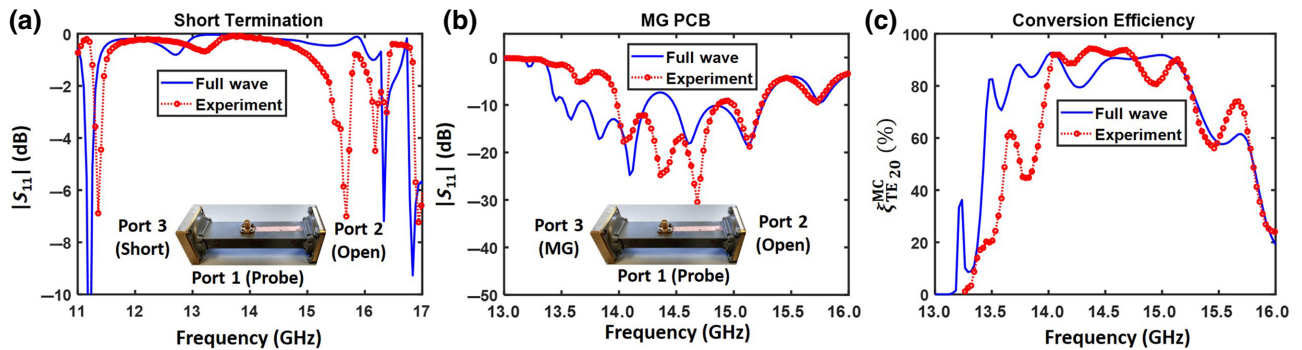 (a)
Short Termination
|S11| (dB)
0
−2
−4
−6
−8
−10
Full wave
Experiment
Port 3
(Short)
Port 2
(Open)
Port 1 (Probe)
11 12 13 14 15 16 17
Frequency (GHz)
(b)
MG PCB
|S11| (dB)
0
−10
−20
−30
−40
−50
Full wave
Experiment
Port 3
(MG)
Port 2
(Open)
Port 1 (Probe)
13.0 13.5 14.0 14.5 15.0 15.5 16.0
Frequency (GHz)
(c)
Conversion Efficiency
ξ^MC_TE 20 (%)
100
80
60
40
20
0
Full wave
Experiment
13.0 13.5 14.0 14.5 15.0 15.5 16.0
Frequency (GHz)